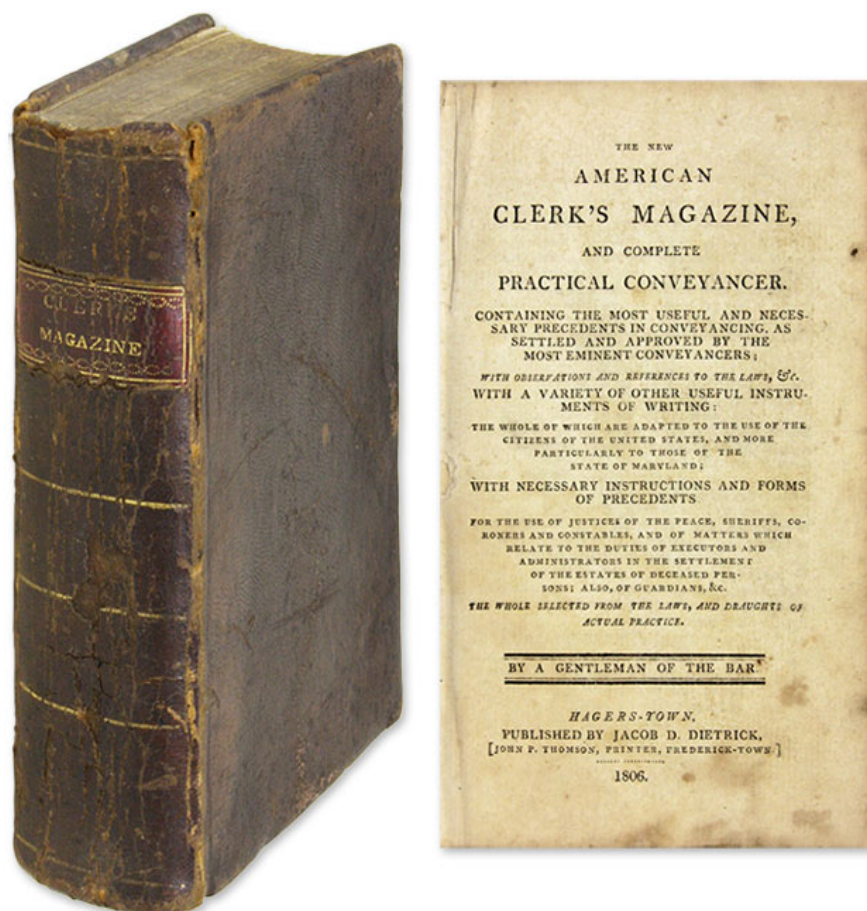 CLERK'S
MAGAZINE
THE NEW
AMERICAN
CLERK'S MAGAZINE,
AND COMPLETE
PRACTICAL CONVEYANCER.
CONTAINING THE MOST USEFUL AND NECES-
SARY PRECEDENTS IN CONVEYANCING, AS
SETTLED AND APPROVED BY THE
MOST EMINENT CONVEYANCERS;
WITH OBSERVATIONS AND REFERENCES TO THE LAWS, &c.
WITH A VARIETY OF OTHER USEFUL INSTRU-
MENTS OF WRITING:
THE WHOLE OF WHICH ARE ADAPTED TO THE USE OF THE
CITIZENS OF THE UNITED STATES, AND MORE
PARTICULARLY TO THOSE OF THE
STATE OF MARYLAND;
WITH NECESSARY INSTRUCTIONS AND FORMS
OF PRECEDENTS
FOR THE USE OF JUSTICES OF THE PEACE, SHERIFFS, CO-
RONERS AND CONSTABLES, AND OF MATTERS WHICH
RELATE TO THE DUTIES OF EXECUTORS AND
ADMINISTRATORS IN THE SETTLEMENT
OF THE ESTATES OF DECEASED PER-
SONS; ALSO, OF GUARDIANS, &c.
THE WHOLE SELECTED FROM THE LAWS, AND DRAUGHTS OF
ACTUAL PRACTICE.
BY A GENTLEMAN OF THE BAR.
HAGERS-TOWN,
PUBLISHED BY JACOB D. DIETRICK,
[JOHN P. THOMSON, PRINTER, FREDERICK-TOWN.]
1806.